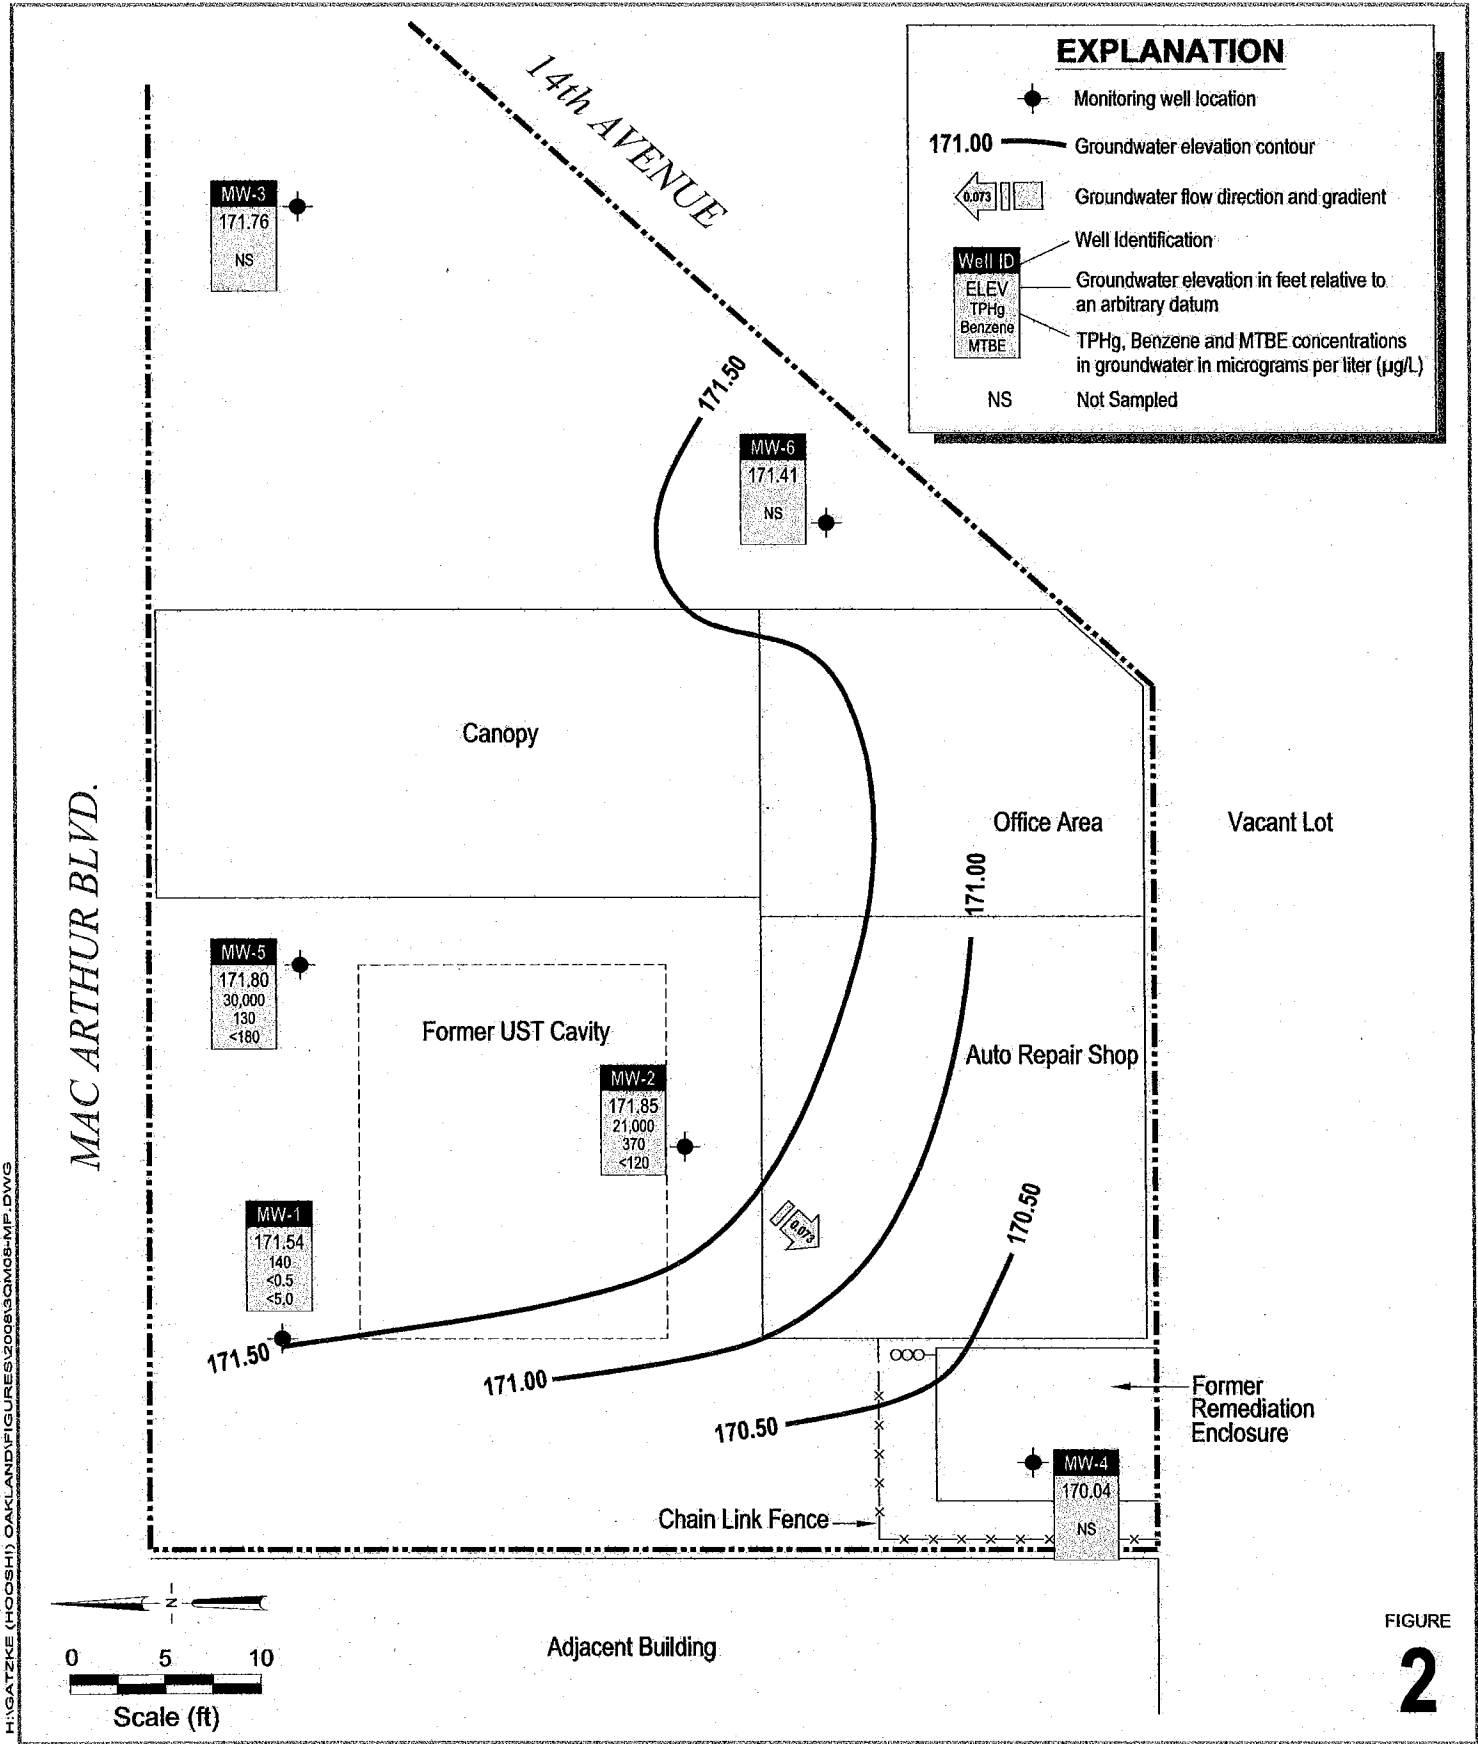 EXPLANATION
Monitoring well location
171.00
Groundwater elevation contour
0.073
Groundwater flow direction and gradient
Well Identification
Well ID
ELEV
TPHg
Benzene
MTBE
Groundwater elevation in feet relative to
an arbitrary datum
TPHg, Benzene and MTBE concentrations
in groundwater in micrograms per liter (µg/L)
NS
Not Sampled
14th AVENUE
MW-3
171.76
NS
171.50
MW-6
171.41
NS
Canopy
Office Area
Vacant Lot
MAC ARTHUR BLVD.
171.00
MW-5
171.80
30,000
130
<180
Former UST Cavity
Auto Repair Shop
MW-2
171.85
21,000
370
<120
MW-1
171.54
140
<0.5
<5.0
0.073
170.50
171.50
171.00
170.50
Former
Remediation
Enclosure
MW-4
170.04
NS
Chain Link Fence
N
0 5 10
Scale (ft)
Adjacent Building
FIGURE
2
H:\GATZKE (HOOSHI) OAKLAND\FIGURES\2008\3QM08-MP.DWG